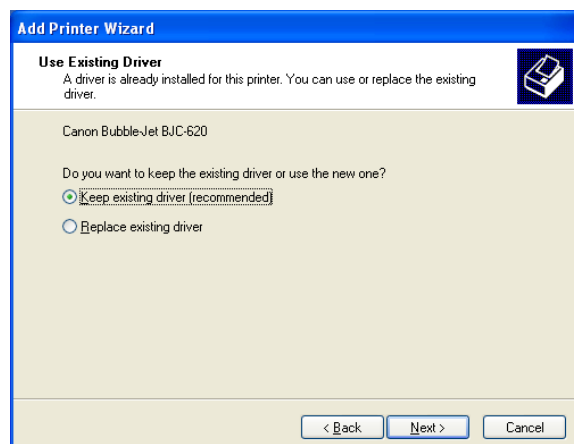 Add Printer Wizard
Use Existing Driver
A driver is already installed for this printer. You can use or replace the existing
driver.
Canon Bubble-Jet BJC-620
Do you want to keep the existing driver or use the new one?
Keep existing driver (recommended)
Replace existing driver
< Back Next > Cancel